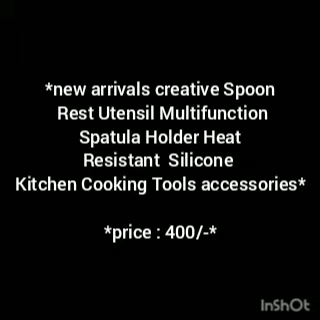 *new arrivals creative Spoon
Rest Utensil Multifunction
Spatula Holder Heat
Resistant Silicone
Kitchen Cooking Tools accessories*
*price : 400/-*
InShOt